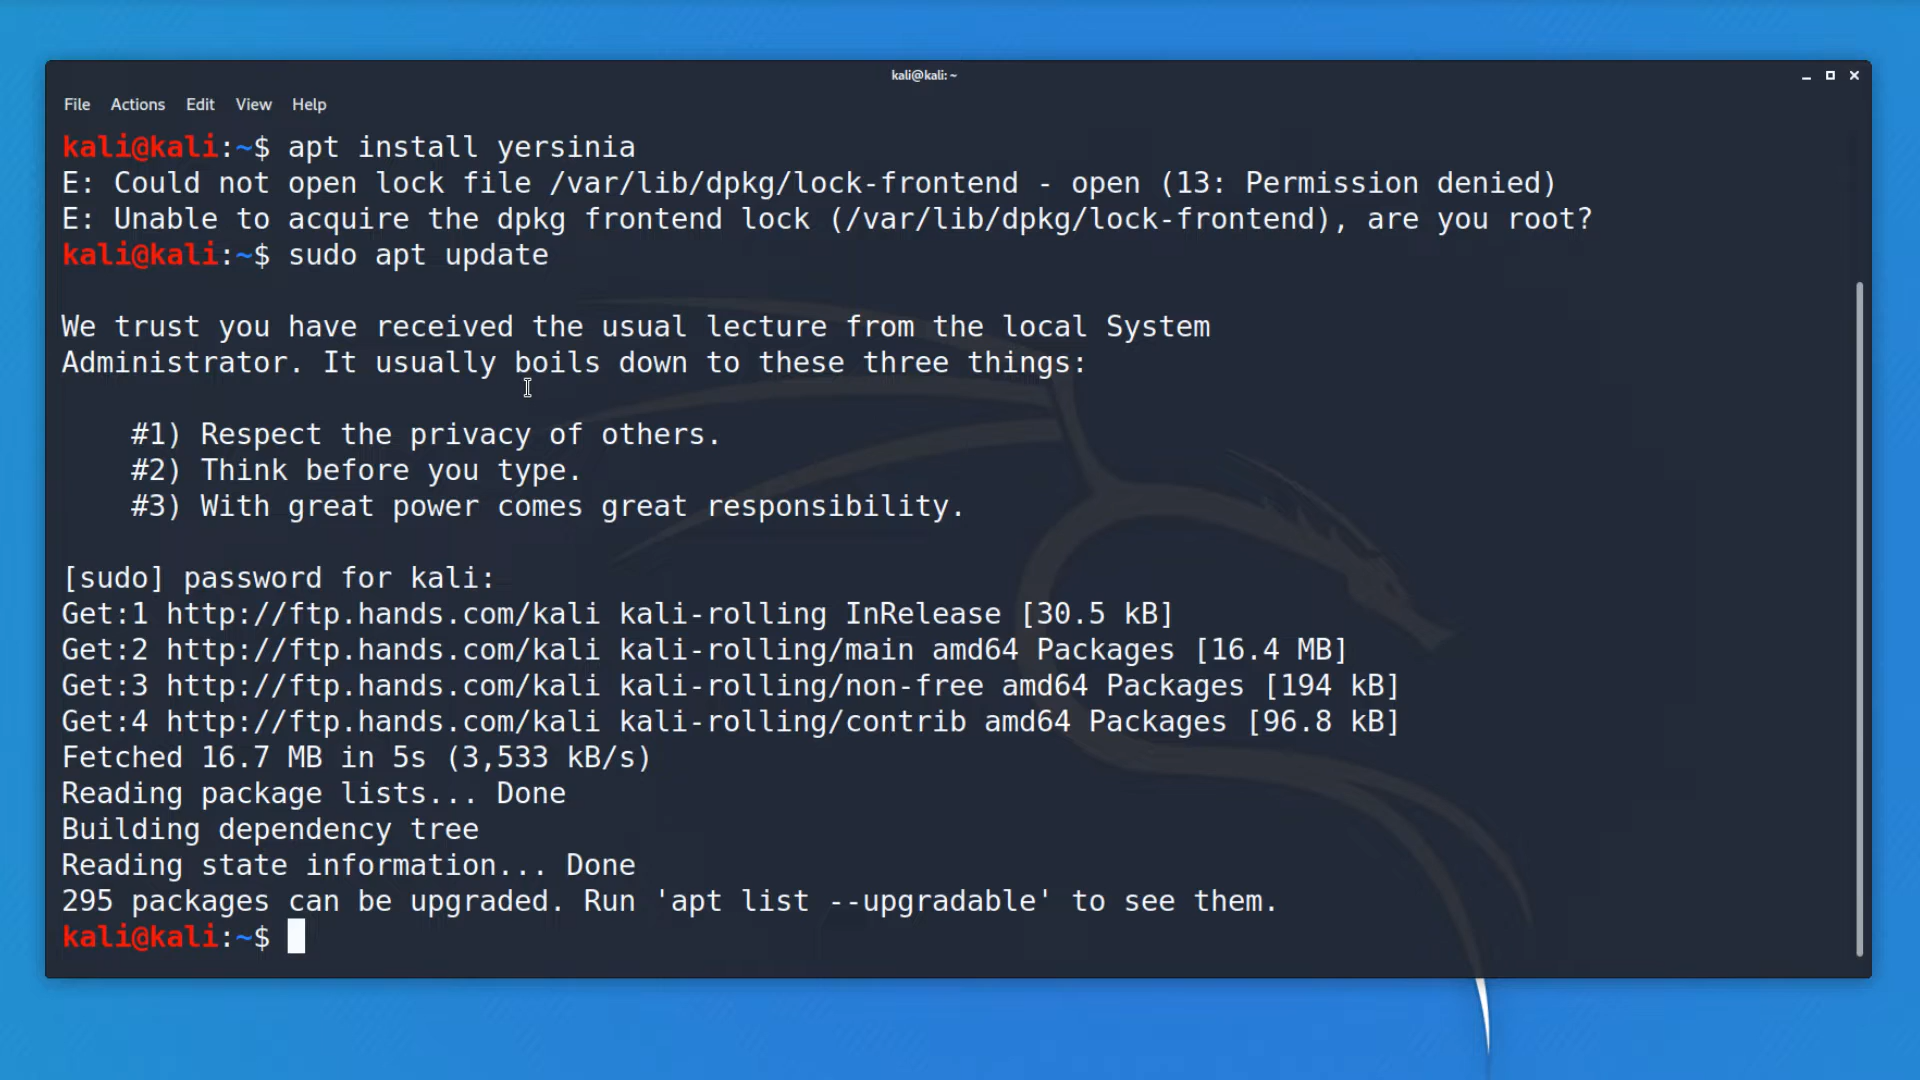 kali@kali: ~
File Actions Edit View Help
kali@kali:~$ apt install yersinia
E: Could not open lock file /var/lib/dpkg/lock-frontend - open (13: Permission denied)
E: Unable to acquire the dpkg frontend lock (/var/lib/dpkg/lock-frontend), are you root?
kali@kali:~$ sudo apt update
We trust you have received the usual lecture from the local System
Administrator. It usually boils down to these three things:
#1) Respect the privacy of others.
#2) Think before you type.
#3) With great power comes great responsibility.
[sudo] password for kali:
Get:1 http://ftp.hands.com/kali kali-rolling InRelease [30.5 kB]
Get:2 http://ftp.hands.com/kali kali-rolling/main amd64 Packages [16.4 MB]
Get:3 http://ftp.hands.com/kali kali-rolling/non-free amd64 Packages [194 kB]
Get:4 http://ftp.hands.com/kali kali-rolling/contrib amd64 Packages [96.8 kB]
Fetched 16.7 MB in 5s (3,533 kB/s)
Reading package lists... Done
Building dependency tree
Reading state information... Done
295 packages can be upgraded. Run 'apt list --upgradable' to see them.
kali@kali:~$